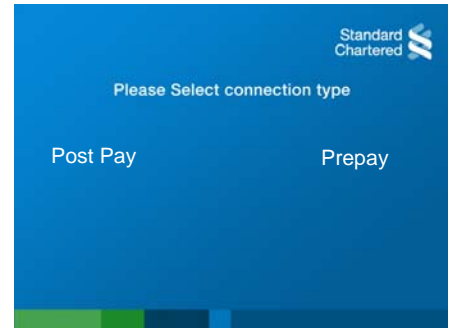 Standard
Chartered
Please Select connection type
Post Pay Prepay